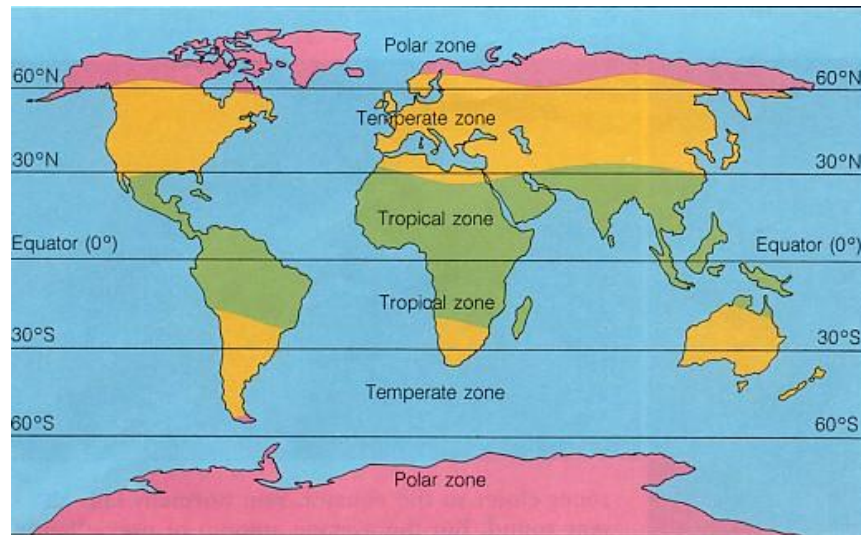 Polar zone
60°N
60°N
Temperate zone
30°N
30°N
Tropical zone
Equator (0°)
Equator (0°)
Tropical zone
30°S
30°S
Temperate zone
60°S
60°S
Polar zone